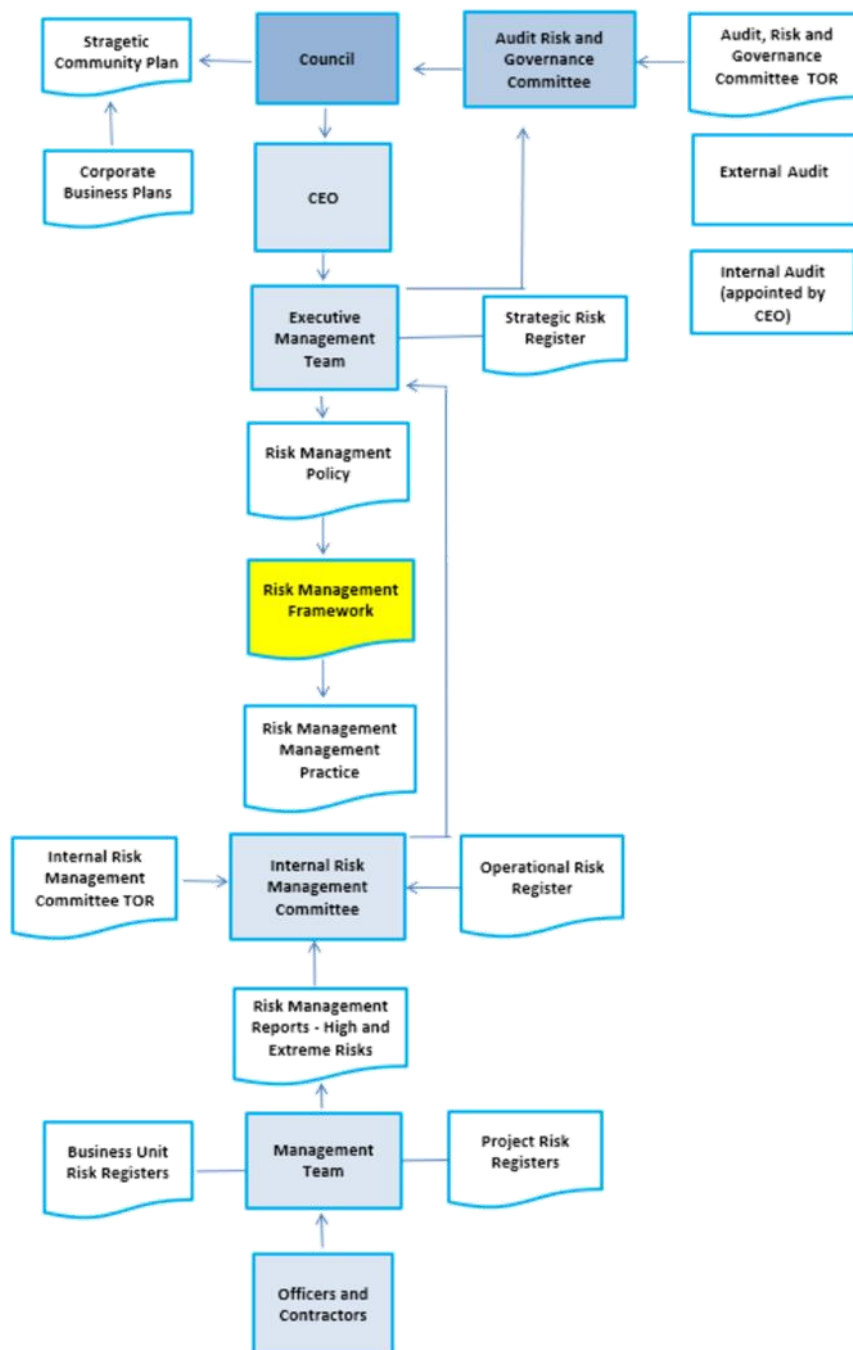 Stragetic
Community Plan
Council
Audit Risk and
Governance
Committee
Audit, Risk and
Governance
Committee TOR
Corporate
Business Plans
CEO
External Audit
Internal Audit
(appointed by
CEO)
Executive
Management
Team
Strategic Risk
Register
Risk Managment
Policy
Risk Management
Framework
Risk Management
Management
Practice
Internal Risk
Management
Committee TOR
Internal Risk
Management
Committee
Operational Risk
Register
Risk Management
Reports - High and
Extreme Risks
Business Unit
Risk Registers
Management
Team
Project Risk
Registers
Officers and
Contractors